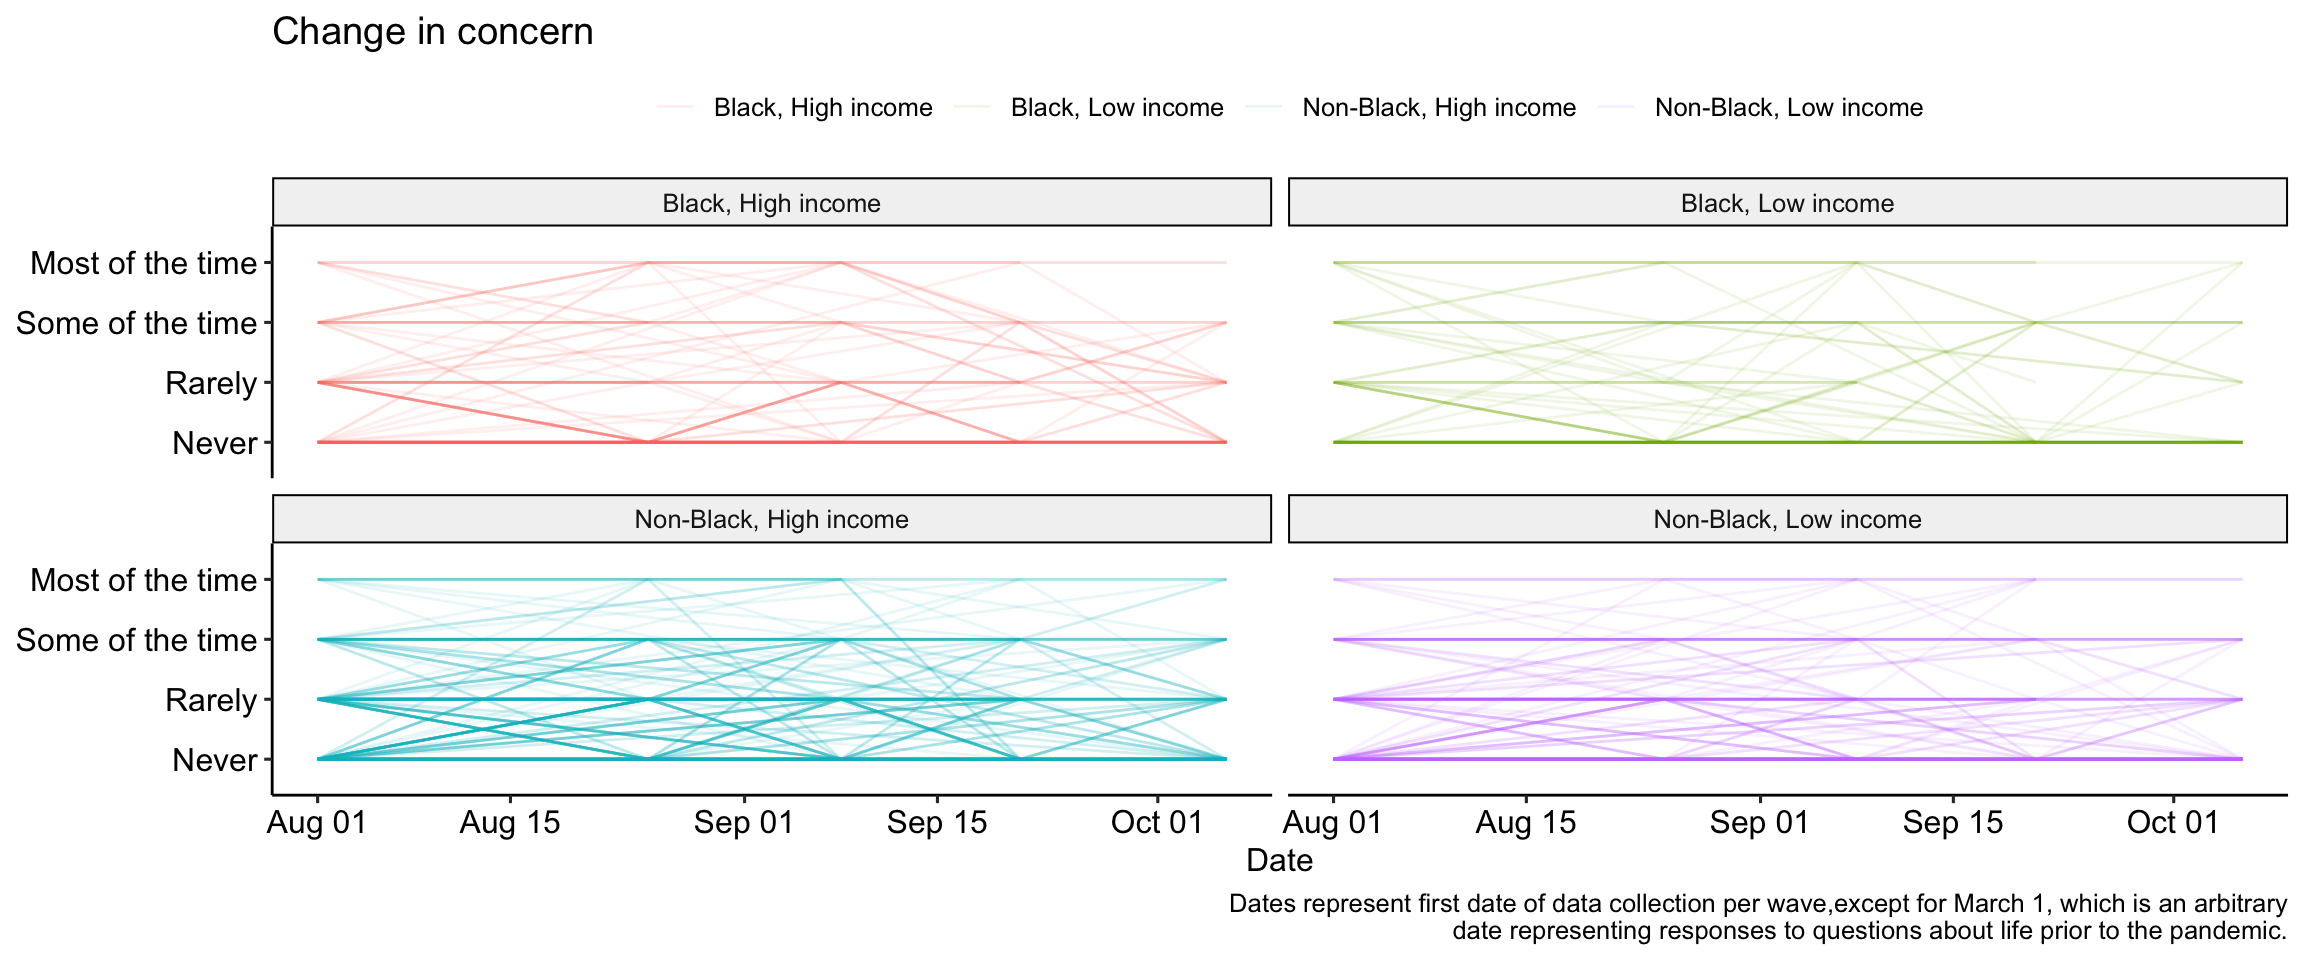 Change in concern
Black, High income Black, Low income Non-Black, High income Non-Black, Low income
Black, High income Black, Low income
Most of the time
Some of the time
Rarely
Never
Non-Black, High income Non-Black, Low income
Most of the time
Some of the time
Rarely
Never
Aug 01 Aug 15 Sep 01 Sep 15 Oct 01 Aug 01 Aug 15 Sep 01 Sep 15 Oct 01
Date
Dates represent first date of data collection per wave,except for March 1, which is an arbitrary
date representing responses to questions about life prior to the pandemic.